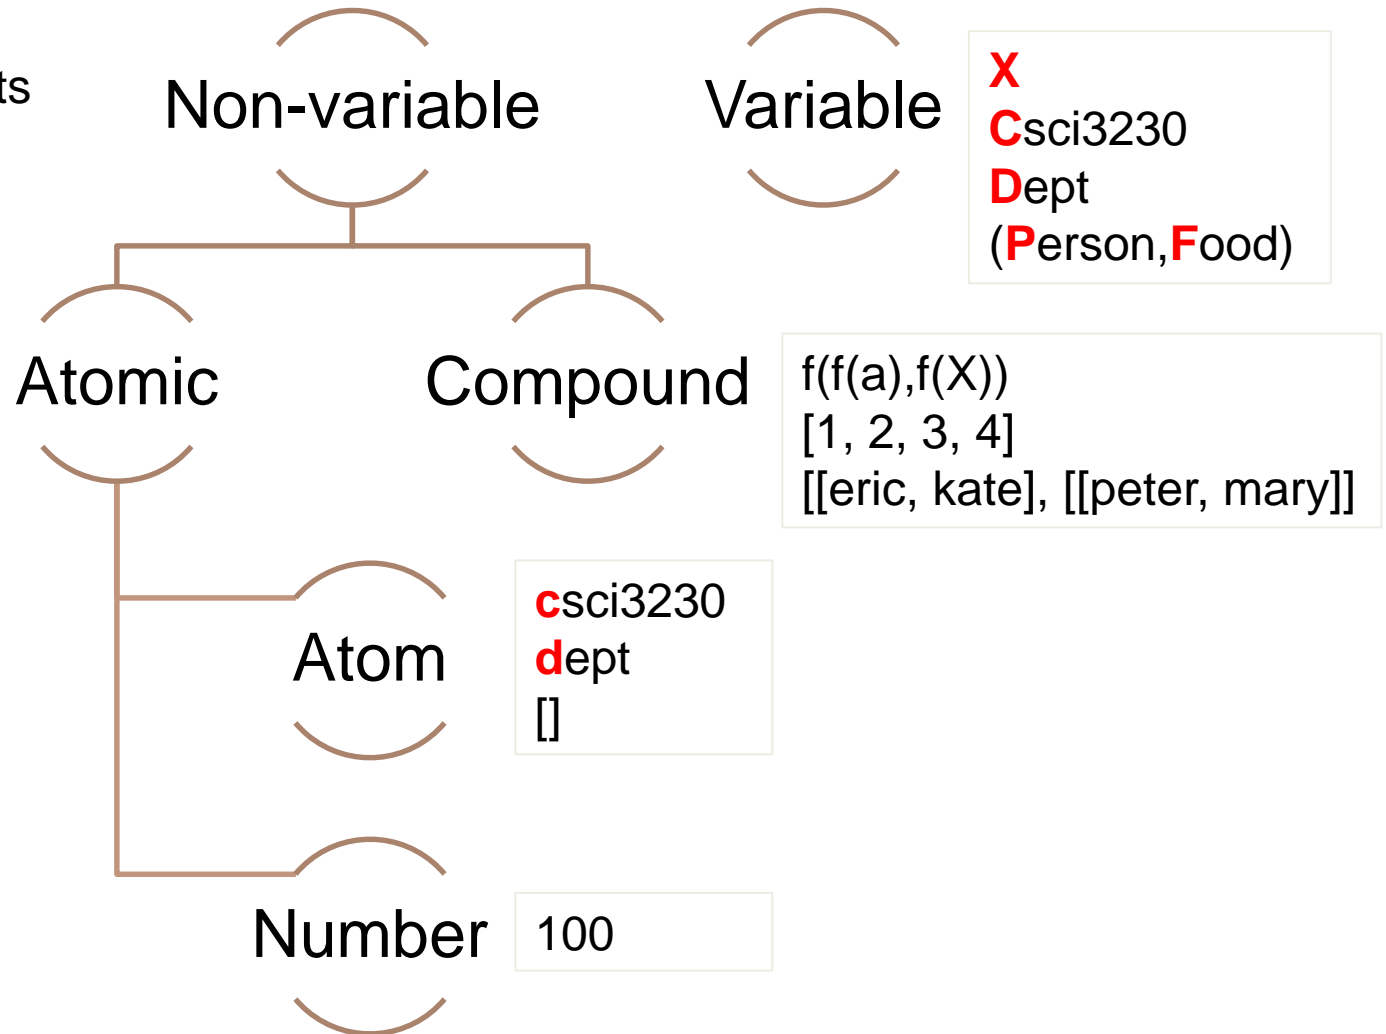 ts
Non-variable
Variable
X
Csci3230
Dept
(Person,Food)
Atomic
Compound
f(f(a),f(X))
[1, 2, 3, 4]
[[eric, kate], [[peter, mary]]
Atom
csci3230
dept
[]
Number
100